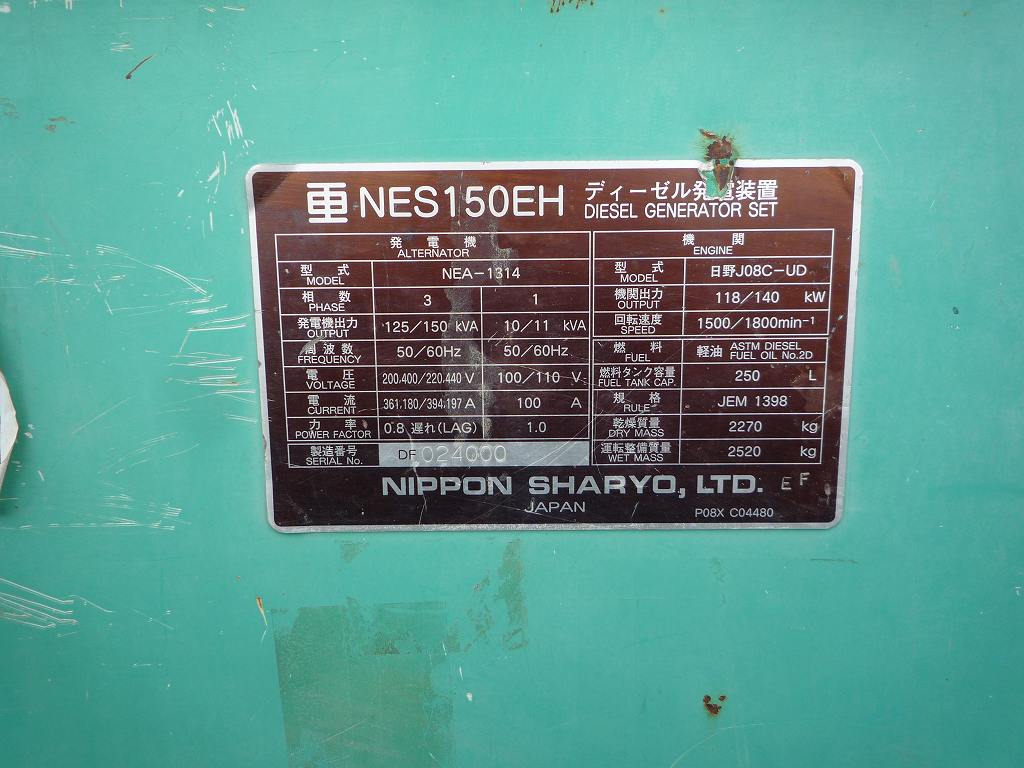 NES150EH ディーゼル発電装置
DIESEL GENERATOR SET
発電機
ALTERNATOR
型式 MODEL NEA-1314
相数 PHASE 3 1
発電機出力 OUTPUT 125/150 kVA 10/11 kVA
周波数 FREQUENCY 50/60Hz 50/60Hz
電圧 VOLTAGE 200,400/220,440 V 100/110 V
電流 CURRENT 361,180/394,197 A 100 A
力率 POWER FACTOR 0.8 遅れ(LAG) 1.0
製造番号 SERIAL No. DF 024000
機関
ENGINE
型式 MODEL 日野J08C-UD
機関出力 OUTPUT 118/140 kW
回転速度 SPEED 1500/1800min-1
燃料 FUEL 軽油 ASTM DIESEL FUEL OIL No.2D
燃料タンク容量 FUEL TANK CAP. 250 L
規格 RULE JEM 1398
乾燥質量 DRY MASS 2270 kg
運転整備質量 WET MASS 2520 kg
NIPPON SHARYO, LTD. E F
JAPAN
P08X C04480